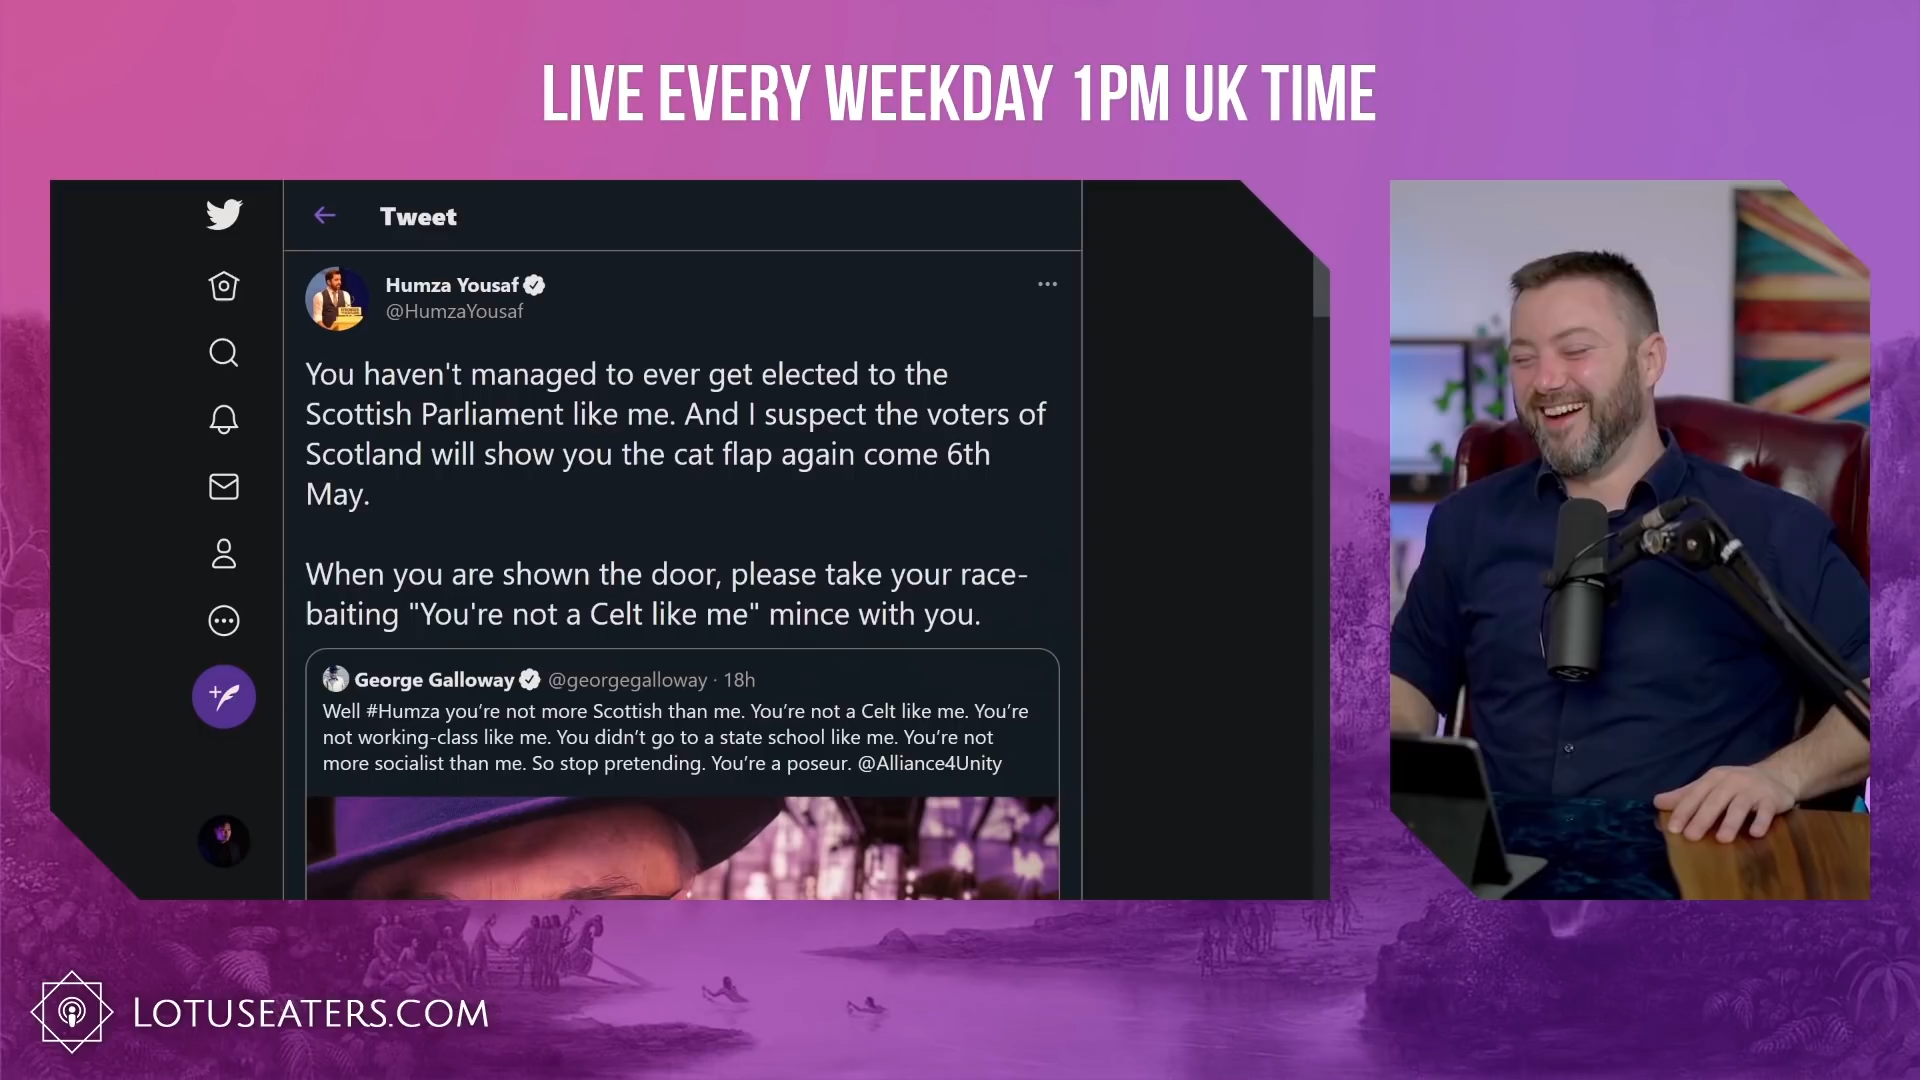 LIVE EVERY WEEKDAY 1PM UK TIME
Tweet
Humza Yousaf
@HumzaYousaf
You haven't managed to ever get elected to the
Scottish Parliament like me. And I suspect the voters of
Scotland will show you the cat flap again come 6th
May.
When you are shown the door, please take your race-
baiting "You're not a Celt like me" mince with you.
George Galloway @georgegalloway · 18h
Well #Humza you’re not more Scottish than me. You’re not a Celt like me. You’re
not working-class like me. You didn’t go to a state school like me. You’re not
more socialist than me. So stop pretending. You’re a poseur. @Alliance4Unity
LOTUSEATERS.COM